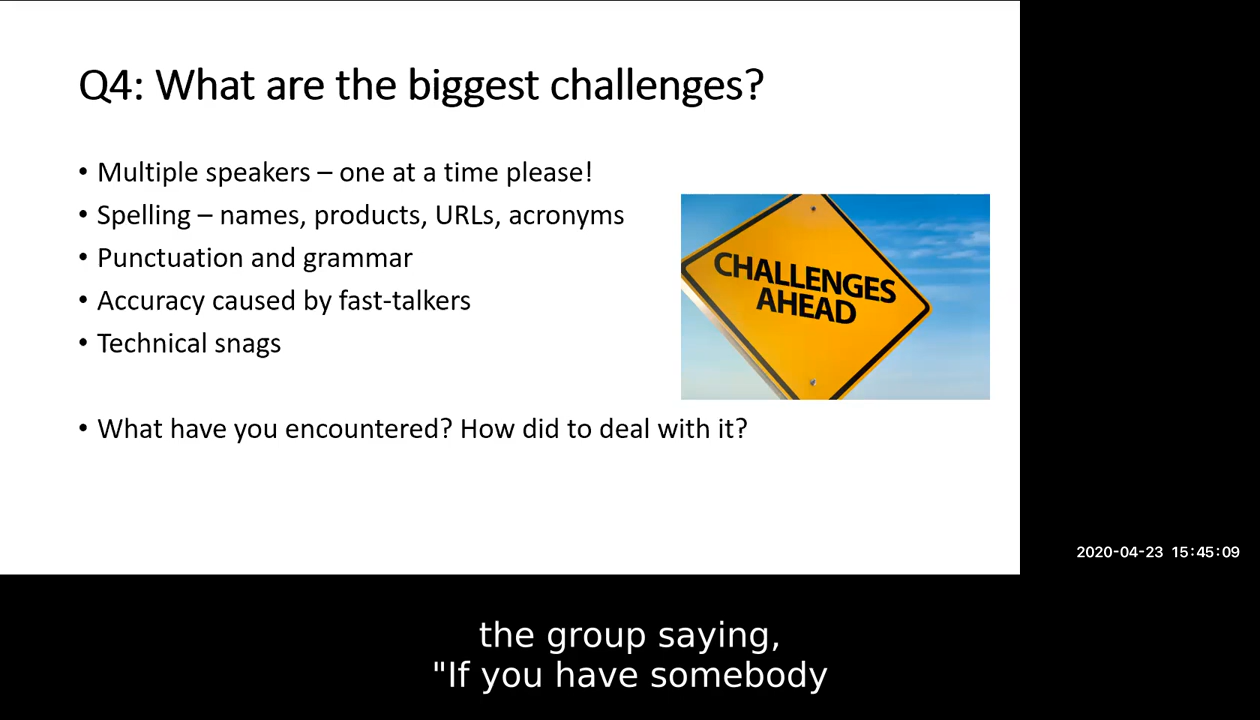 Q4: What are the biggest challenges?
• Multiple speakers – one at a time please!
• Spelling – names, products, URLs, acronyms
• Punctuation and grammar
• Accuracy caused by fast-talkers
• Technical snags
• What have you encountered? How did to deal with it?
CHALLENGES
AHEAD
2020-04-23 15:45:09
the group saying,
"If you have somebody